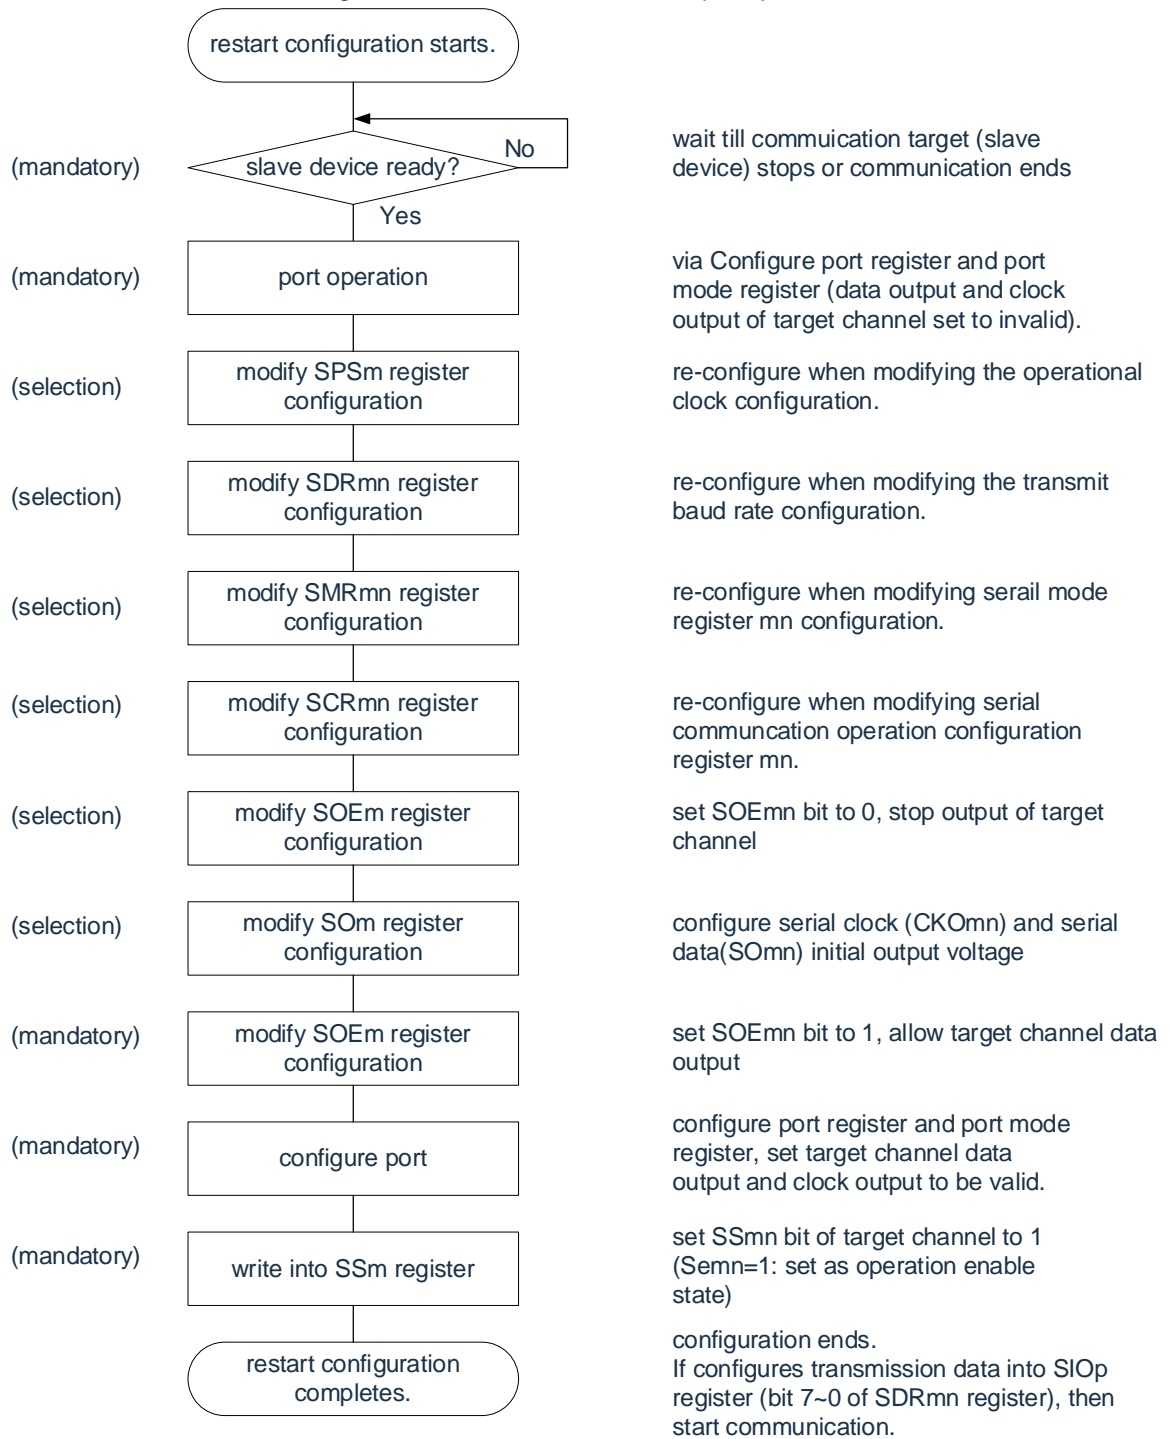 restart configuration starts.
(mandatory)
slave device ready?
No
wait till commuication target (slave
device) stops or communication ends
Yes
(mandatory)
port operation
via Configure port register and port
mode register (data output and clock
output of target channel set to invalid).
(selection)
modify SPSm register
configuration
re-configure when modifying the operational
clock configuration.
(selection)
modify SDRmn register
configuration
re-configure when modifying the transmit
baud rate configuration.
(selection)
modify SMRmn register
configuration
re-configure when modifying serail mode
register mn configuration.
(selection)
modify SCRmn register
configuration
re-configure when modifying serial
communcation operation configuration
register mn.
(selection)
modify SOEm register
configuration
set SOEmn bit to 0, stop output of target
channel
(selection)
modify SOm register
configuration
configure serial clock (CKOmn) and serial
data(SOmn) initial output voltage
(mandatory)
modify SOEm register
configuration
set SOEmn bit to 1, allow target channel data
output
(mandatory)
configure port
configure port register and port mode
register, set target channel data
output and clock output to be valid.
(mandatory)
write into SSm register
set SSmn bit of target channel to 1
(Semn=1: set as operation enable
state)
restart configuration
completes.
configuration ends.
If configures transmission data into SIOp
register (bit 7~0 of SDRmn register), then
start communication.